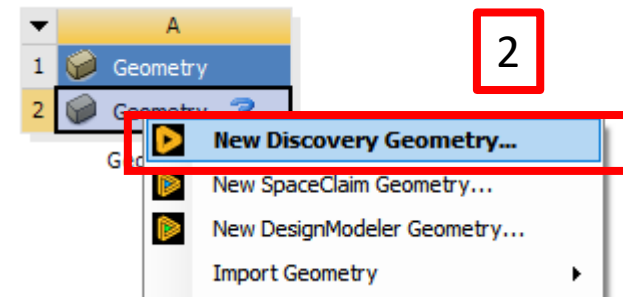 A
2
1 Geometry
2 Geometry ?
New Discovery Geometry...
New SpaceClaim Geometry...
New DesignModeler Geometry...
Import Geometry